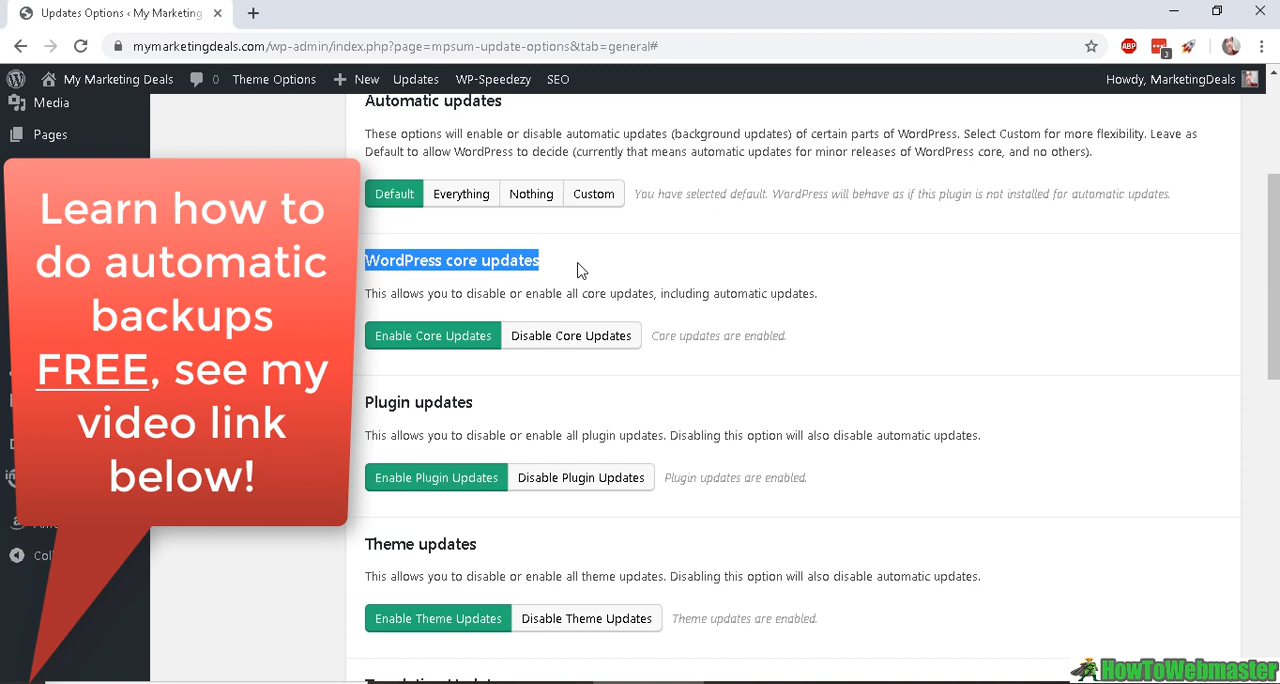 Updates Options ‹ My Marketing
mymarketingdeals.com/wp-admin/index.php?page=mpsum-update-options&tab=general#
ABP
3
My Marketing Deals 0 Theme Options New Updates WP-Speedezy SEO Howdy, MarketingDeals
Media
Pages
Learn how to
do automatic
backups
FREE, see my
video link
below!
Automatic updates
These options will enable or disable automatic updates (background updates) of certain parts of WordPress. Select Custom for more flexibility. Leave as
Default to allow WordPress to decide (currently that means automatic updates for minor releases of WordPress core, and no others).
Default Everything Nothing Custom You have selected default. WordPress will behave as if this plugin is not installed for automatic updates.
WordPress core updates
This allows you to disable or enable all core updates, including automatic updates.
Enable Core Updates Disable Core Updates Core updates are enabled.
Plugin updates
This allows you to disable or enable all plugin updates. Disabling this option will also disable automatic updates.
Enable Plugin Updates Disable Plugin Updates Plugin updates are enabled.
Theme updates
This allows you to disable or enable all theme updates. Disabling this option will also disable automatic updates.
Enable Theme Updates Disable Theme Updates Theme updates are enabled.
HowToWebmaster